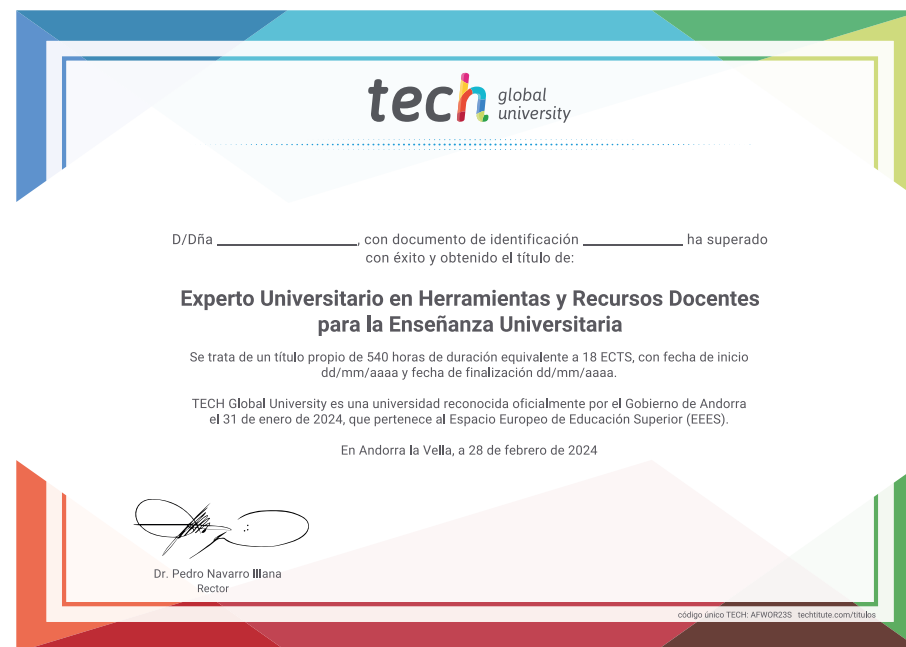 tech global university
D/Dña ____________________, con documento de identificación ______________ ha superado
con éxito y obtenido el título de:
Experto Universitario en Herramientas y Recursos Docentes
para la Enseñanza Universitaria
Se trata de un título propio de 540 horas de duración equivalente a 18 ECTS, con fecha de inicio
dd/mm/aaaa y fecha de finalización dd/mm/aaaa.
TECH Global University es una universidad reconocida oficialmente por el Gobierno de Andorra
el 31 de enero de 2024, que pertenece al Espacio Europeo de Educación Superior (EEES).
En Andorra la Vella, a 28 de febrero de 2024
Dr. Pedro Navarro Illana
Rector
código único TECH: AFWOR23S techtitute.com/titulos